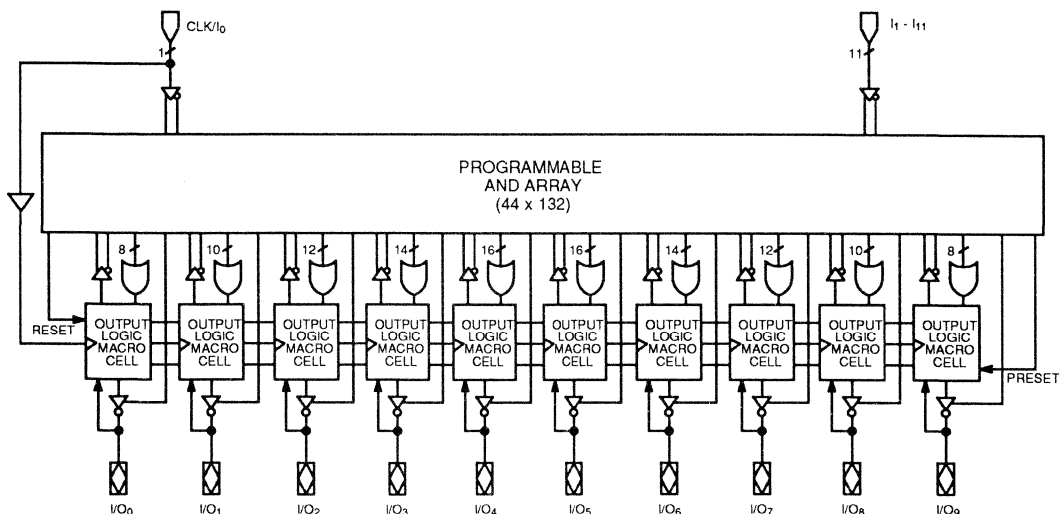 CLK/I₀
I₁ - I₁₁
1
11
PROGRAMMABLE
AND ARRAY
(44 x 132)
8 10 12 14 16 16 14 12 10 8
RESET
OUTPUT LOGIC MACRO CELL
OUTPUT LOGIC MACRO CELL
OUTPUT LOGIC MACRO CELL
OUTPUT LOGIC MACRO CELL
OUTPUT LOGIC MACRO CELL
OUTPUT LOGIC MACRO CELL
OUTPUT LOGIC MACRO CELL
OUTPUT LOGIC MACRO CELL
OUTPUT LOGIC MACRO CELL
OUTPUT LOGIC MACRO CELL
PRESET
I/O₀ I/O₁ I/O₂ I/O₃ I/O₄ I/O₅ I/O₆ I/O₇ I/O₈ I/O₉